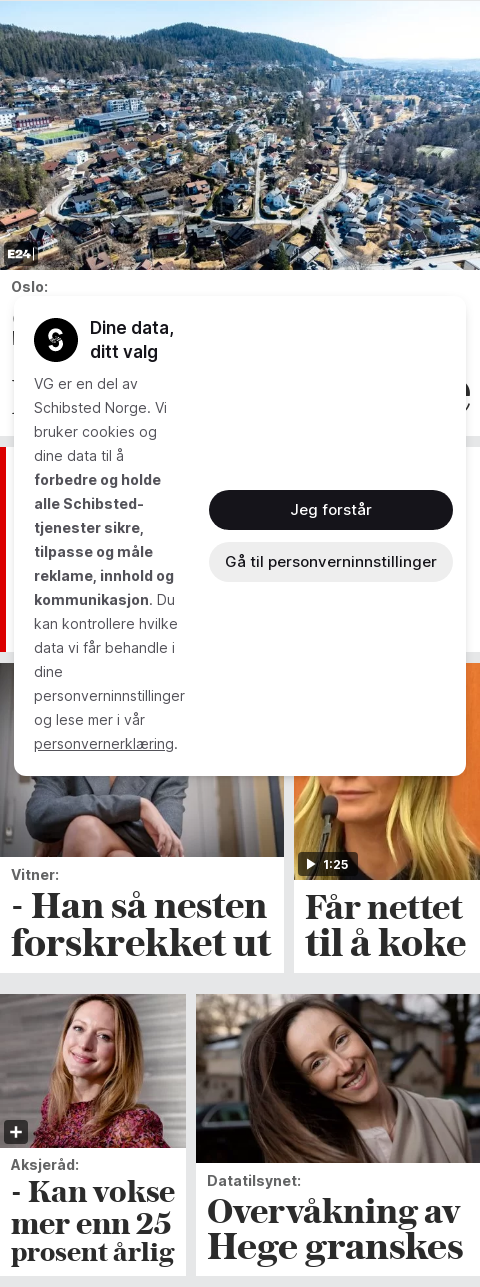 E24
Oslo:
Dine data,
ditt valg
VG er en del av
Schibsted Norge. Vi
bruker cookies og
dine data til å
forbedre og holde
alle Schibsted-
tjenester sikre,
tilpasse og måle
reklame, innhold og
kommunikasjon. Du
kan kontrollere hvilke
data vi får behandle i
dine
personverninnstillinger
og lese mer i vår
personvernerklæring.
Jeg forstår
Gå til personverninnstillinger
Vitner:
- Han så nesten
forskrekket ut
1:25
Får nettet
til å koke
Aksjeråd:
- Kan vokse
mer enn 25
prosent årlig
Datatilsynet:
Overvåkning av
Hege granskes